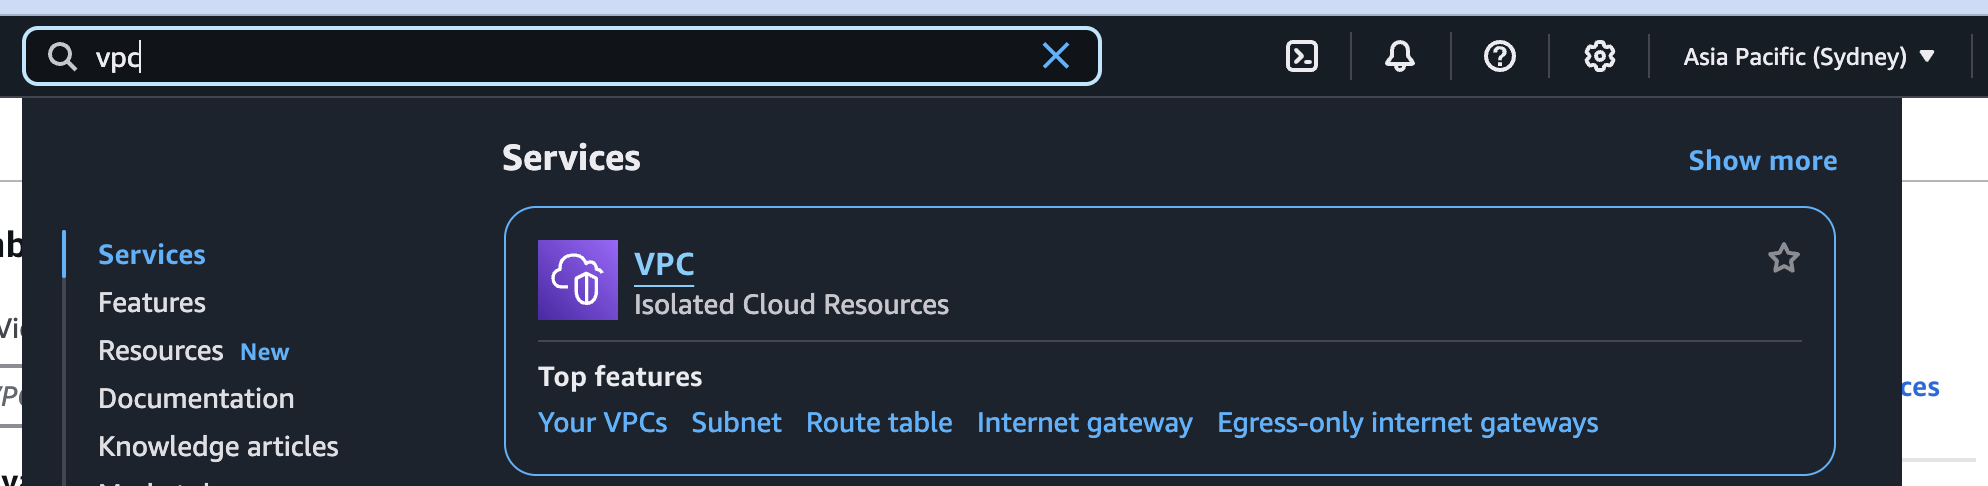 vpc
Asia Pacific (Sydney)
Services
Show more
Services
Features
Resources New
Documentation
Knowledge articles
VPC
Isolated Cloud Resources
Top features
Your VPCs Subnet Route table Internet gateway Egress-only internet gateways